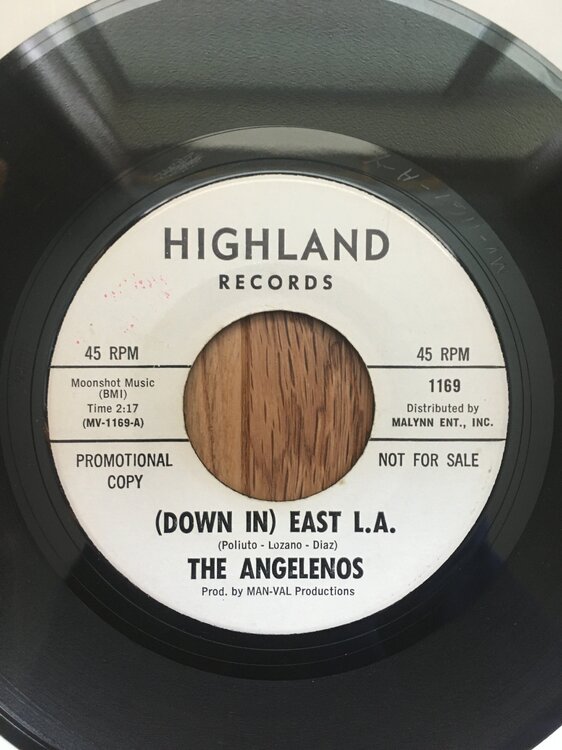 HIGHLAND
RECORDS
45 RPM
45 RPM
Moonshot Music
(BMI)
Time 2:17
(MV-1169-A)
1169
Distributed by
MALYNN ENT., INC.
PROMOTIONAL
COPY
NOT FOR SALE
(DOWN IN) EAST L.A.
(Poliuto - Lozano - Diaz)
THE ANGELENOS
Prod. by MAN-VAL Productions